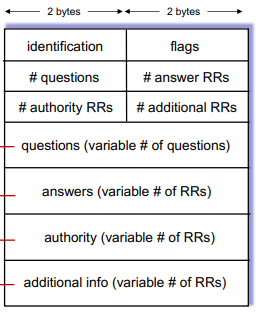 2 bytes 2 bytes
identification flags
# questions # answer RRs
# authority RRs # additional RRs
questions (variable # of questions)
answers (variable # of RRs)
authority (variable # of RRs)
additional info (variable # of RRs)